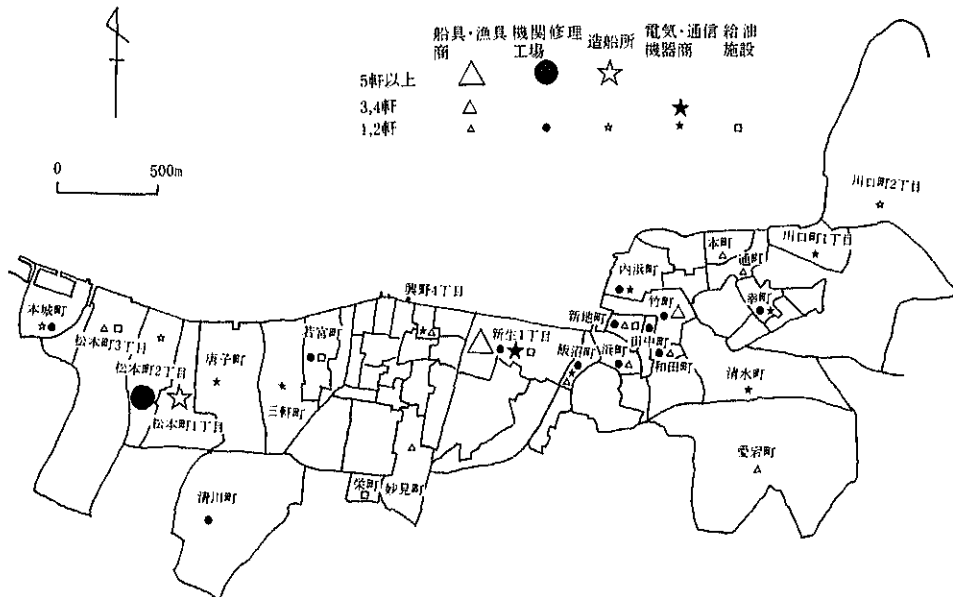 船具・漁具商 機関修理工場 造船所 電気・通信機器商 給油施設
5軒以上
3,4軒
1,2軒
0 500m
川口町2丁目
本町
川口町1丁目
通町
内浜町
興野4丁目
幸町
竹町
本城町
新地町
若宮町
新生1丁目
田中町
松本町3丁目
飯沼町
浜町
唐子町
松本町2丁目
和田町
清水町
三軒町
松本町1丁目
愛宕町
栄町
妙見町
清川町